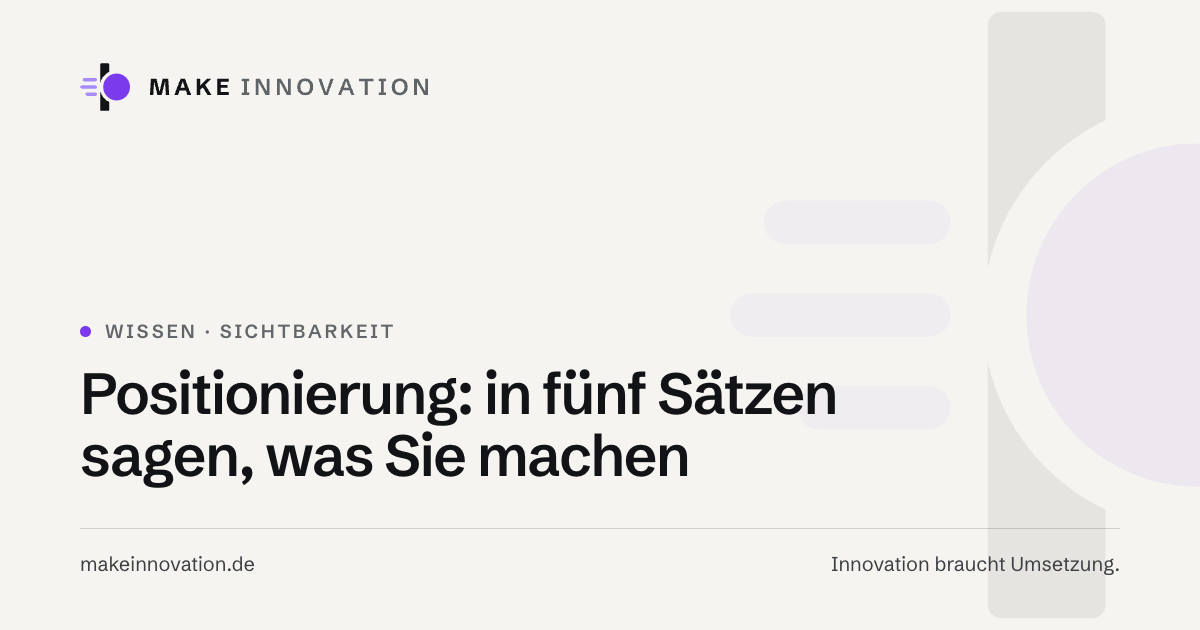 MAKE INNOVATION
WISSEN · SICHTBARKEIT
Positionierung: in fünf Sätzen
sagen, was Sie machen
makeinnovation.de
Innovation braucht Umsetzung.